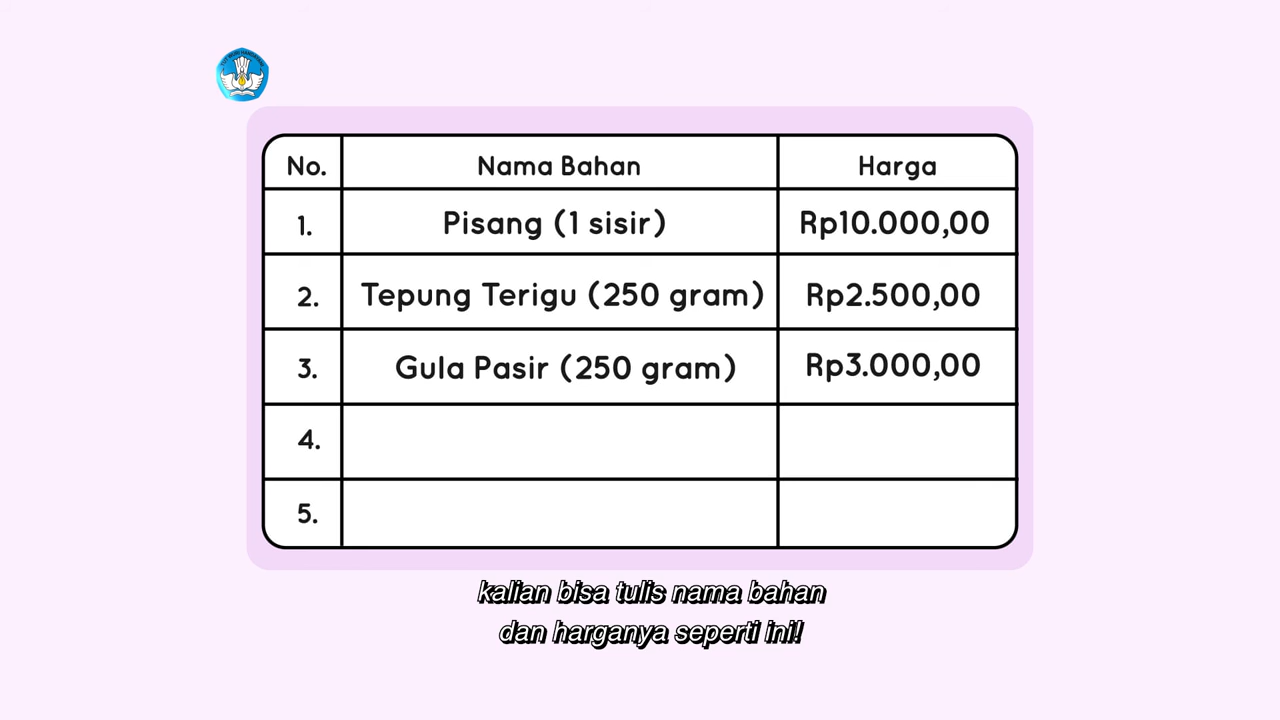 No. Nama Bahan Harga
1. Pisang (1 sisir) Rp10.000,00
2. Tepung Terigu (250 gram) Rp2.500,00
3. Gula Pasir (250 gram) Rp3.000,00
4.
5.
kalian bisa tulis nama bahan
dan harganya seperti ini!